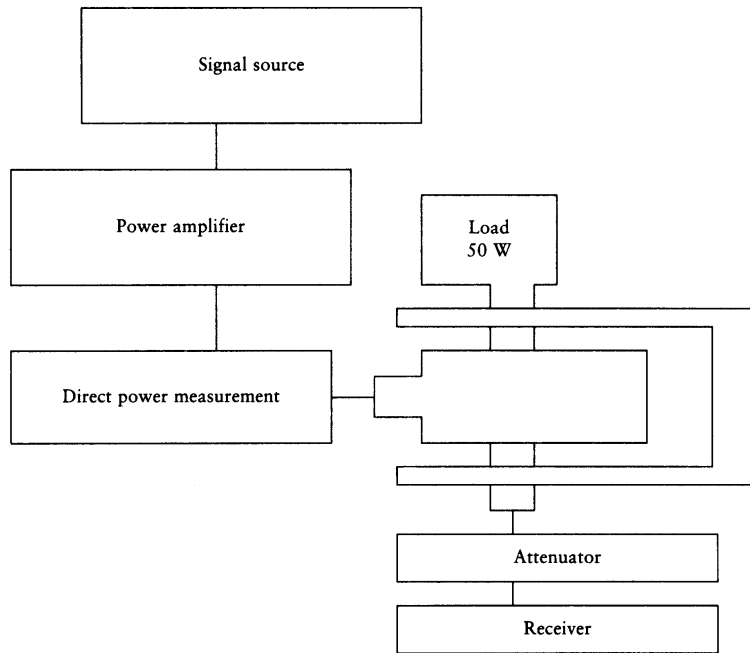 Signal source
Power amplifier
Load
50 W
Direct power measurement
Attenuator
Receiver